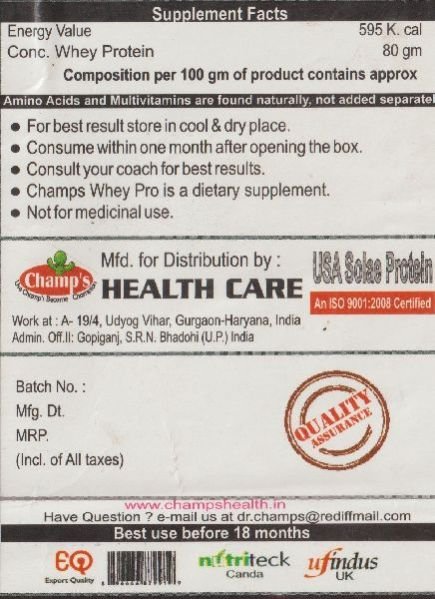 Supplement Facts
Energy Value 595 K. cal
Conc. Whey Protein 80 gm
Composition per 100 gm of product contains approx
Amino Acids and Multivitamins are found naturally, not added separatel
• For best result store in cool & dry place.
• Consume within one month after opening the box.
• Consult your coach for best results.
• Champs Whey Pro is a dietary supplement.
• Not for medicinal use.
Champ's
Use Champ's Become Champion
Mfd. for Distribution by :
HEALTH CARE
USA Solae Protein
An ISO 9001:2008 Certified
Work at : A- 19/4, Udyog Vihar, Gurgaon-Haryana, India
Admin. Off.II: Gopiganj, S.R.N. Bhadohi (U.P.) India
Batch No. :
Mfg. Dt.
MRP.
(Incl. of All taxes)
QUALITY
ASSURANCE
www.champshealth.in
Have Question ? e-mail us at dr.champs@rediffmail.com
Best use before 18 months
EQ
Export Quality
nutriteck
Canda
ufindus
UK